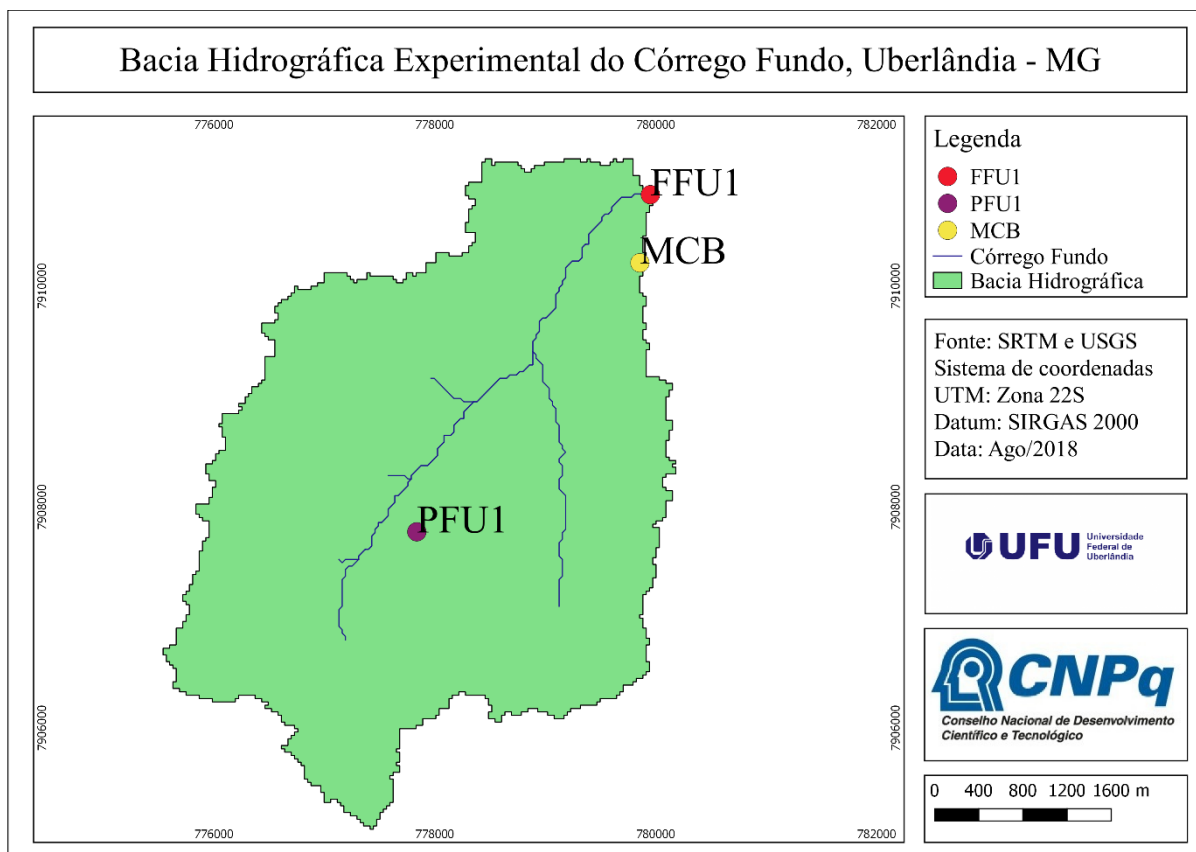 Bacia Hidrográfica Experimental do Córrego Fundo, Uberlândia - MG
776000
778000
780000
782000
7910000
7908000
7906000
FFU1
MCB
PFU1
7910000
7908000
7906000
776000
778000
780000
782000
Legenda
FFU1
PFU1
MCB
Córrego Fundo
Bacia Hidrográfica
Fonte: SRTM e USGS
Sistema de coordenadas
UTM: Zona 22S
Datum: SIRGAS 2000
Data: Ago/2018
UFU
Universidade
Federal de
Uberlândia
CNPq
Conselho Nacional de Desenvolvimento
Científico e Tecnológico
0 400 800 1200 1600 m